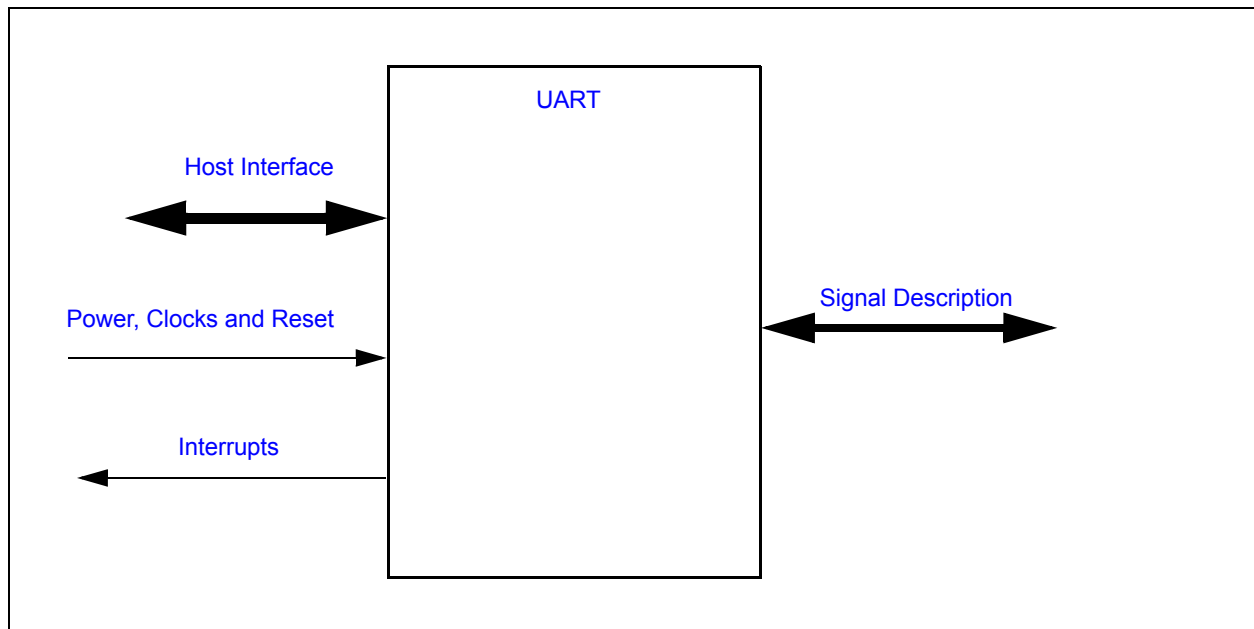 UART
Host Interface
Signal Description
Power, Clocks and Reset
Interrupts